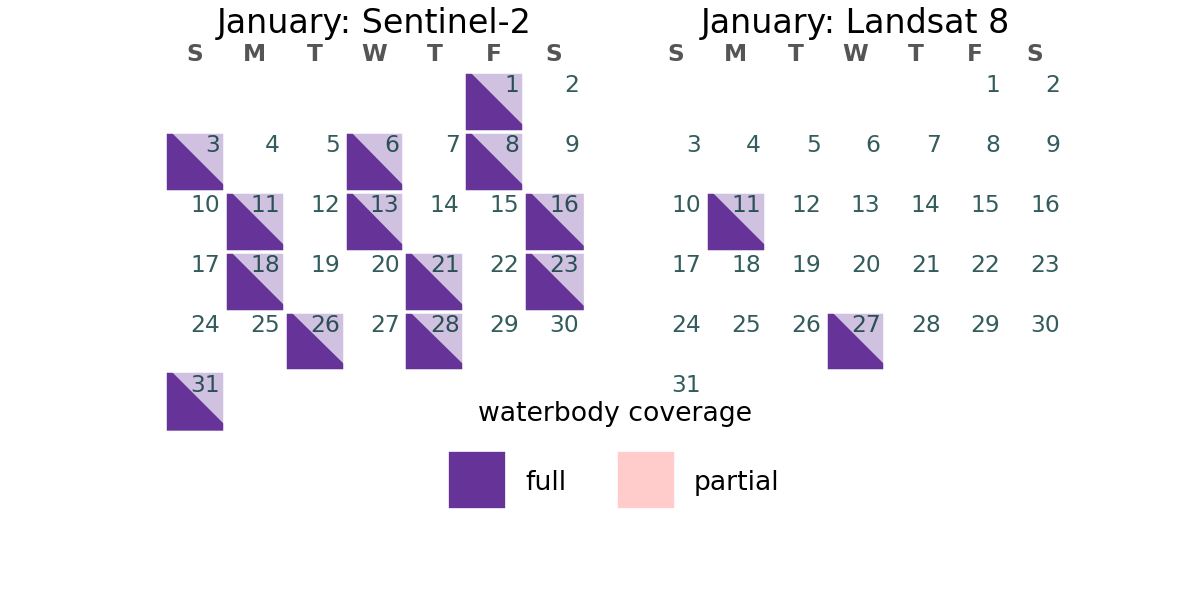 January: Sentinel-2
S M T W T F S
1 2
3 4 5 6 7 8 9
10 11 12 13 14 15 16
17 18 19 20 21 22 23
24 25 26 27 28 29 30
31
January: Landsat 8
S M T W T F S
1 2
3 4 5 6 7 8 9
10 11 12 13 14 15 16
17 18 19 20 21 22 23
24 25 26 27 28 29 30
31
waterbody coverage
full
partial